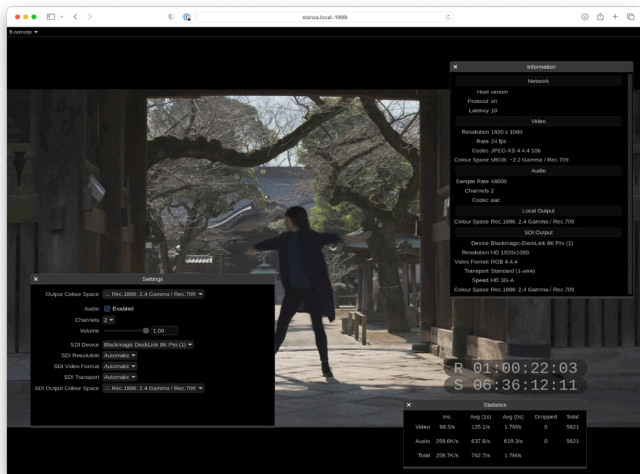 stanza.local.:1999
fl-remote
Information
Network
Host venom
Protocol srt
Latency 10
Video
Resolution 1920 x 1080
Rate 24 fps
Codec JPEG-XS 4:4:4 10b
Colour Space sRGB: ~2.2 Gamma / Rec.709
Audio
Sample Rate 48000
Channels 2
Codec aac
Local Output
Colour Space Rec.1886: 2.4 Gamma / Rec.709
SDI Output
Device Blackmagic-DeckLink 8K Pro (1)
Resolution HD 1920x1080
Video Format RGB 4:4:4
Transport Standard (1-wire)
Speed HD 3G-A
Colour Space Rec.1886: 2.4 Gamma / Rec.709
Settings
Output Colour Space Rec.1886: 2.4 Gamma / Rec.709
Audio Enabled
Channels 2
Volume 1.00
SDI Device Blackmagic DeckLink 8K Pro (1)
SDI Resolution Automatic
SDI Video Format Automatic
SDI Transport Automatic
SDI Output Colour Space Rec.1886: 2.4 Gamma / Rec.709
R 01:00:22:03
S 06:36:12:11
Statistics
Ins. Avg (1s) Avg (5s) Dropped Total
Video 98.5/s 125.1/s 1.7M/s 0 5621
Audio 259.6K/s 637.6/s 619.3/s 0 5621
Total 259.7K/s 762.7/s 1.7M/s